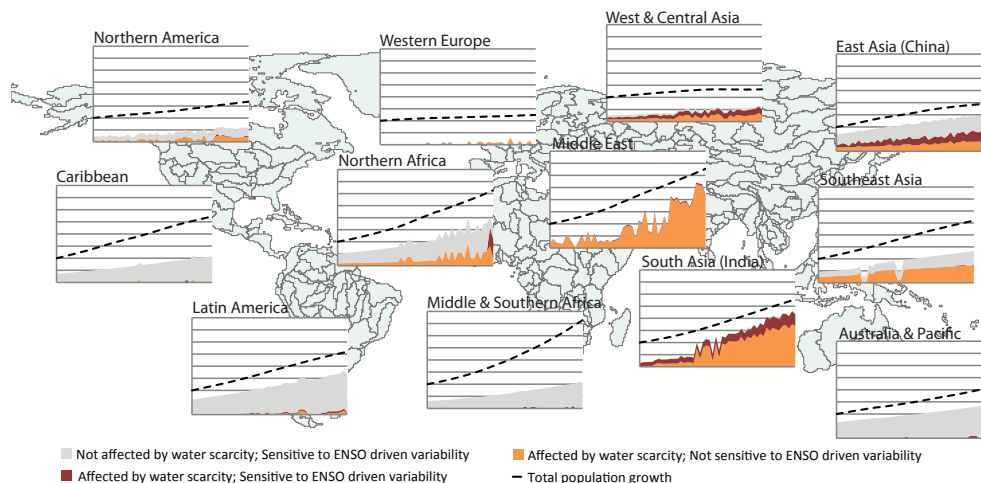 West & Central Asia
Northern America
Western Europe
East Asia (China)
Northern Africa
Middle East
Caribbean
Southeast Asia
South Asia (India)
Latin America
Middle & Southern Africa
Australia & Pacific
Not affected by water scarcity; Sensitive to ENSO driven variability
Affected by water scarcity; Not sensitive to ENSO driven variability
Affected by water scarcity; Sensitive to ENSO driven variability
Total population growth